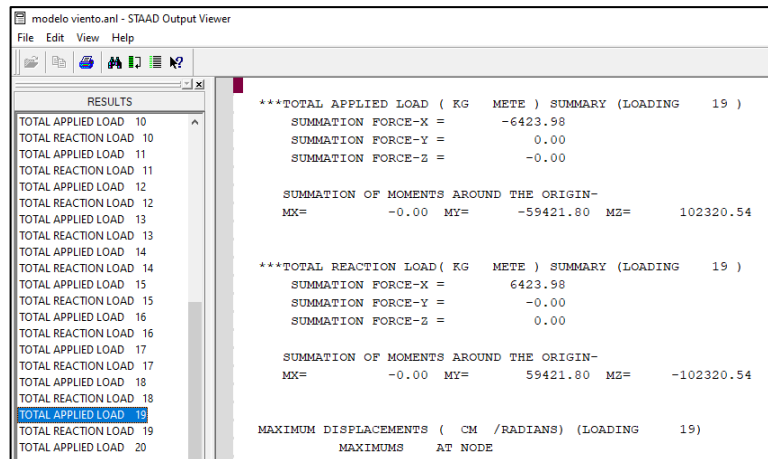 modelo viento.anl - STAAD Output Viewer
File Edit View Help
RESULTS
TOTAL APPLIED LOAD 10
TOTAL REACTION LOAD 10
TOTAL APPLIED LOAD 11
TOTAL REACTION LOAD 11
TOTAL APPLIED LOAD 12
TOTAL REACTION LOAD 12
TOTAL APPLIED LOAD 13
TOTAL REACTION LOAD 13
TOTAL APPLIED LOAD 14
TOTAL REACTION LOAD 14
TOTAL APPLIED LOAD 15
TOTAL REACTION LOAD 15
TOTAL APPLIED LOAD 16
TOTAL REACTION LOAD 16
TOTAL APPLIED LOAD 17
TOTAL REACTION LOAD 17
TOTAL APPLIED LOAD 18
TOTAL REACTION LOAD 18
TOTAL APPLIED LOAD 19
TOTAL REACTION LOAD 19
TOTAL APPLIED LOAD 20
***TOTAL APPLIED LOAD ( KG METE ) SUMMARY (LOADING 19 )
SUMMATION FORCE-X = -6423.98
SUMMATION FORCE-Y = 0.00
SUMMATION FORCE-Z = -0.00
SUMMATION OF MOMENTS AROUND THE ORIGIN-
MX= -0.00 MY= -59421.80 MZ= 102320.54
***TOTAL REACTION LOAD( KG METE ) SUMMARY (LOADING 19 )
SUMMATION FORCE-X = 6423.98
SUMMATION FORCE-Y = -0.00
SUMMATION FORCE-Z = 0.00
SUMMATION OF MOMENTS AROUND THE ORIGIN-
MX= -0.00 MY= 59421.80 MZ= -102320.54
MAXIMUM DISPLACEMENTS ( CM /RADIANS) (LOADING 19)
MAXIMUMS AT NODE